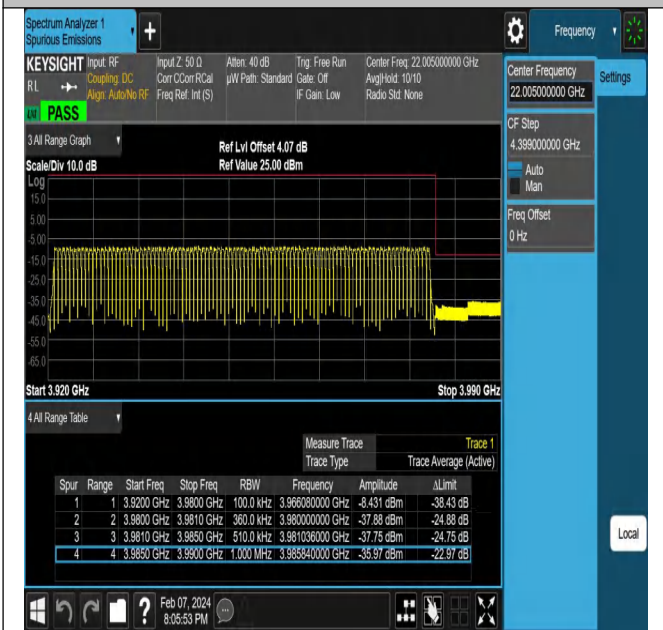 Spectrum Analyzer 1
Spurious Emissions
+
Frequency
KEYSIGHT
RL
Input: RF
Coupling: DC
Align: Auto/No RF
Input Z: 50 Ω
Corr CCorr RCal
Freq Ref: Int (S)
Atten: 40 dB
µW Path: Standard
Trig: Free Run
Gate: Off
IF Gain: Low
Center Freq: 22.005000000 GHz
Avg|Hold: 10/10
Radio Std: None
PASS
Center Frequency
22.005000000 GHz
Settings
CF Step
4.399000000 GHz
Auto
Man
Freq Offset
0 Hz
3 All Range Graph
Scale/Div 10.0 dB
Ref Lvl Offset 4.07 dB
Ref Value 25.00 dBm
Log
15.0
5.00
-5.00
-15.0
-25.0
-35.0
-45.0
-55.0
-65.0
Start 3.920 GHz
Stop 3.990 GHz
4 All Range Table
Measure Trace Trace 1
Trace Type Trace Average (Active)
Spur Range Start Freq Stop Freq RBW Frequency Amplitude ΔLimit
1 1 3.9200 GHz 3.9800 GHz 100.0 kHz 3.966080000 GHz -8.431 dBm -38.43 dB
2 2 3.9800 GHz 3.9810 GHz 360.0 kHz 3.980000000 GHz -37.88 dBm -24.88 dB
3 3 3.9810 GHz 3.9850 GHz 510.0 kHz 3.981036000 GHz -37.75 dBm -24.75 dB
4 4 3.9850 GHz 3.9900 GHz 1.000 MHz 3.985840000 GHz -35.97 dBm -22.97 dB
Local
?
Feb 07, 2024
8:05:53 PM